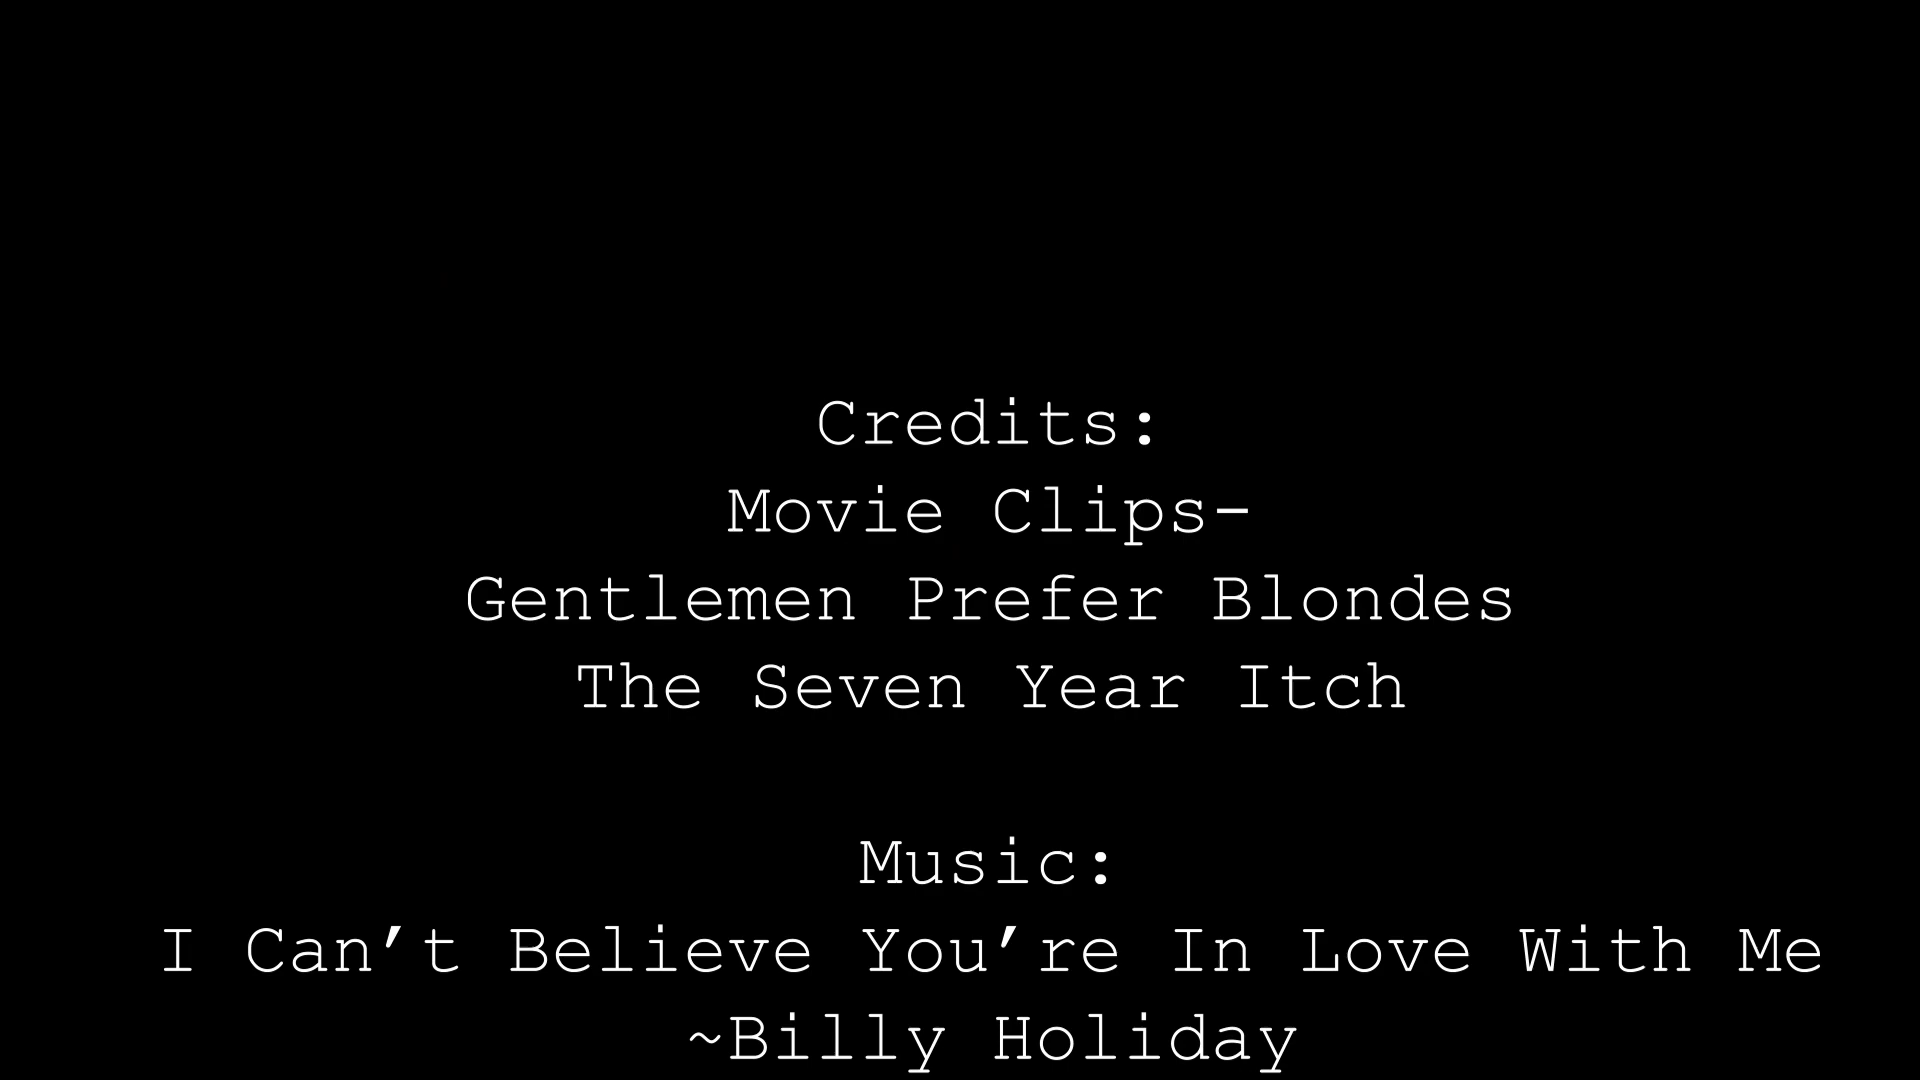 Credits:
Movie Clips-
Gentlemen Prefer Blondes
The Seven Year Itch
Music:
I Can’t Believe You’re In Love With Me
~Billy Holiday